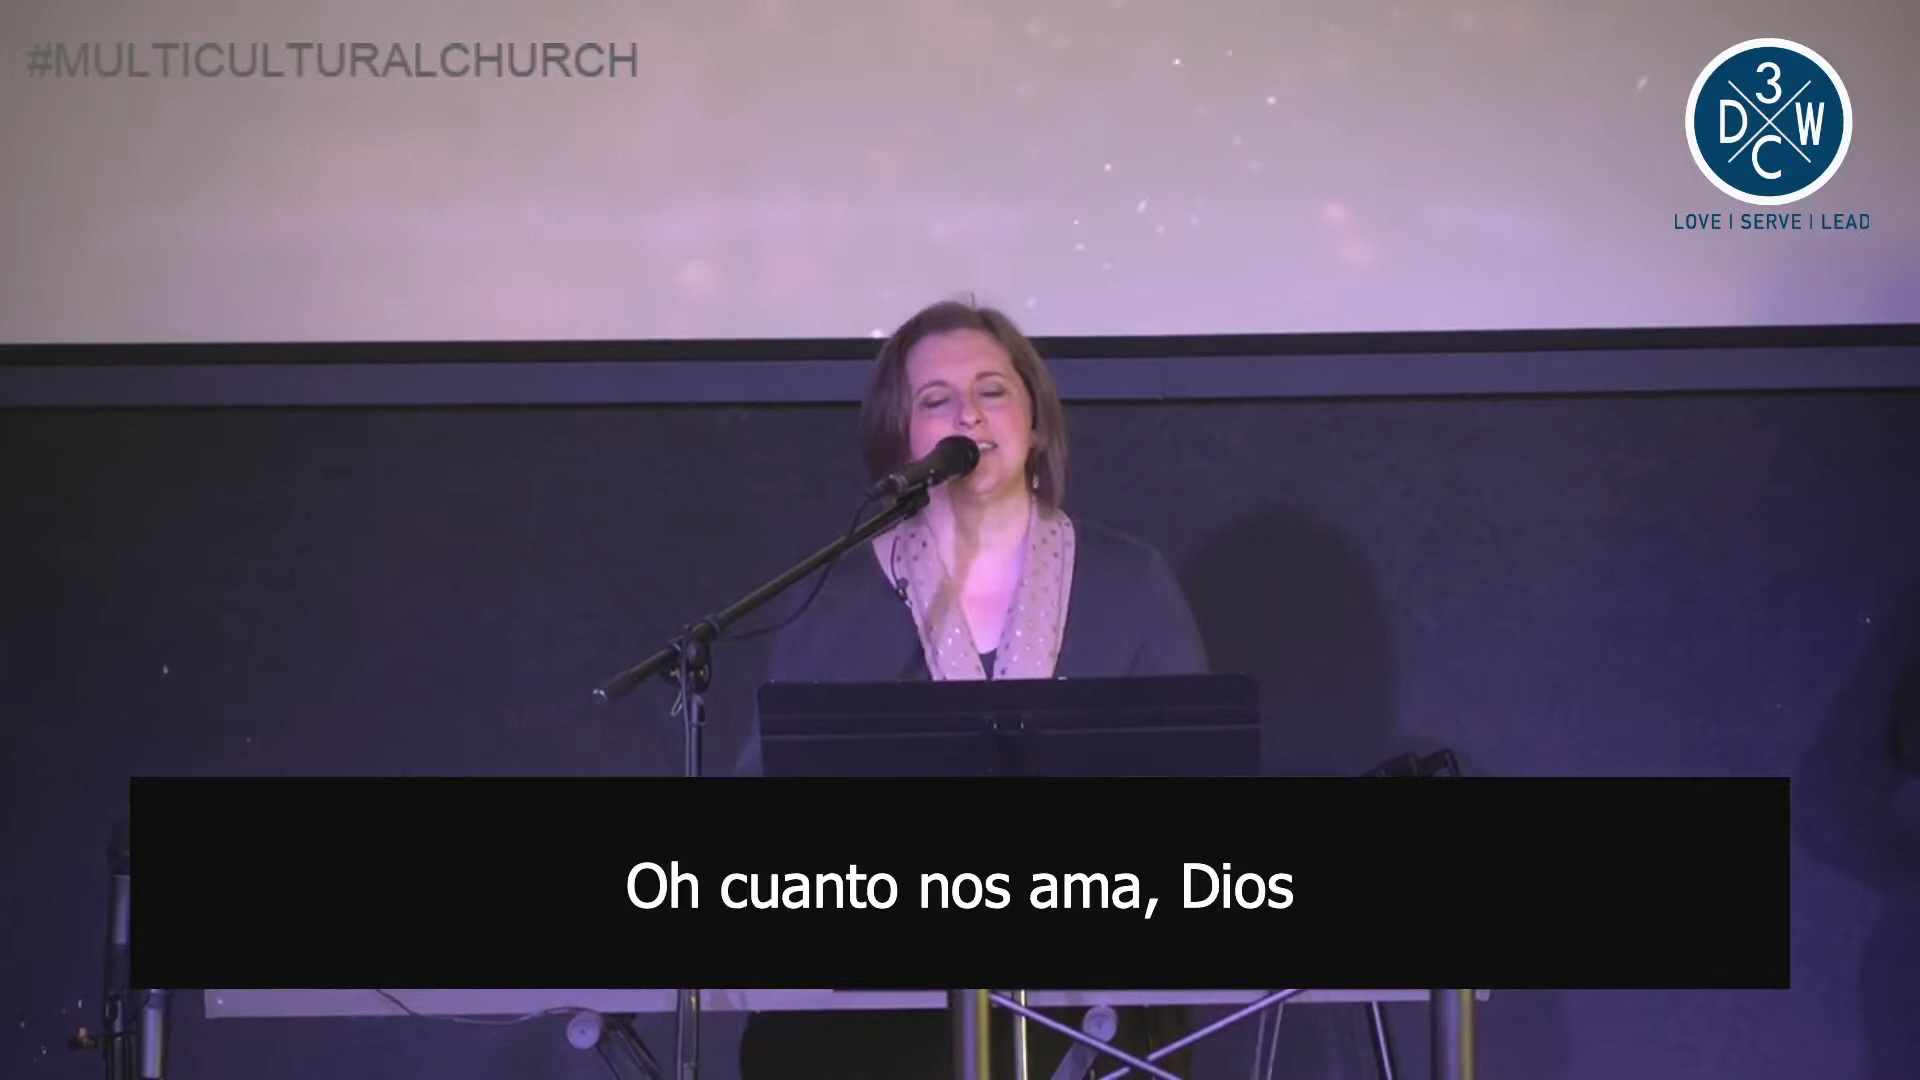 #MULTICULTURALCHURCH
3
D W
C
LOVE | SERVE | LEAD
Oh cuanto nos ama, Dios